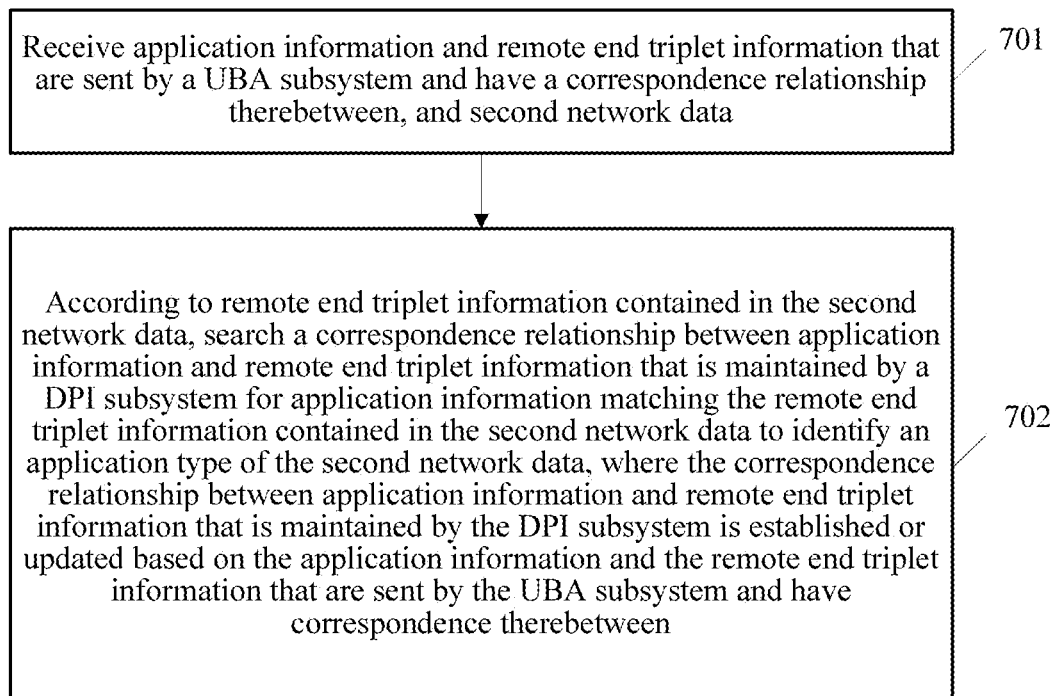 Receive application information and remote end triplet information that
are sent by a UBA subsystem and have a correspondence relationship
therebetween, and second network data
701
According to remote end triplet information contained in the second
network data, search a correspondence relationship between application
information and remote end triplet information that is maintained by a
DPI subsystem for application information matching the remote end
triplet information contained in the second network data to identify an
application type of the second network data, where the correspondence
relationship between application information and remote end triplet
information that is maintained by the DPI subsystem is established or
updated based on the application information and the remote end triplet
information that are sent by the UBA subsystem and have
correspondence therebetween
702